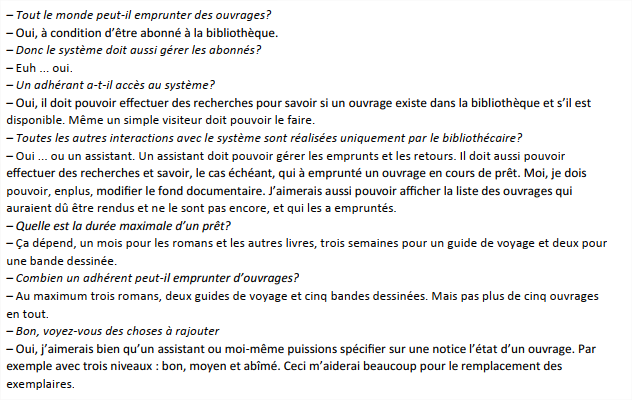 – Tout le monde peut-il emprunter des ouvrages?
– Oui, à condition d’être abonné à la bibliothèque.
– Donc le système doit aussi gérer les abonnés?
– Euh ... oui.
– Un adhérant a-t-il accès au système?
– Oui, il doit pouvoir effectuer des recherches pour savoir si un ouvrage existe dans la bibliothèque et s’il est
disponible. Même un simple visiteur doit pouvoir le faire.
– Toutes les autres interactions avec le système sont réalisées uniquement par le bibliothécaire?
– Oui ... ou un assistant. Un assistant doit pouvoir gérer les emprunts et les retours. Il doit aussi pouvoir
effectuer des recherches et savoir, le cas échéant, qui à emprunté un ouvrage en cours de prêt. Moi, je dois
pouvoir, enplus, modifier le fond documentaire. J’aimerais aussi pouvoir afficher la liste des ouvrages qui
auraient dû être rendus et ne le sont pas encore, et qui les a empruntés.
– Quelle est la durée maximale d’un prêt?
– Ça dépend, un mois pour les romans et les autres livres, trois semaines pour un guide de voyage et deux pour
une bande dessinée.
– Combien un adhérent peut-il emprunter d’ouvrages?
– Au maximum trois romans, deux guides de voyage et cinq bandes dessinées. Mais pas plus de cinq ouvrages
en tout.
– Bon, voyez-vous des choses à rajouter
– Oui, j’aimerais bien qu’un assistant ou moi-même puissions spécifier sur une notice l’état d’un ouvrage. Par
exemple avec trois niveaux : bon, moyen et abîmé. Ceci m’aiderai beaucoup pour le remplacement des
exemplaires.